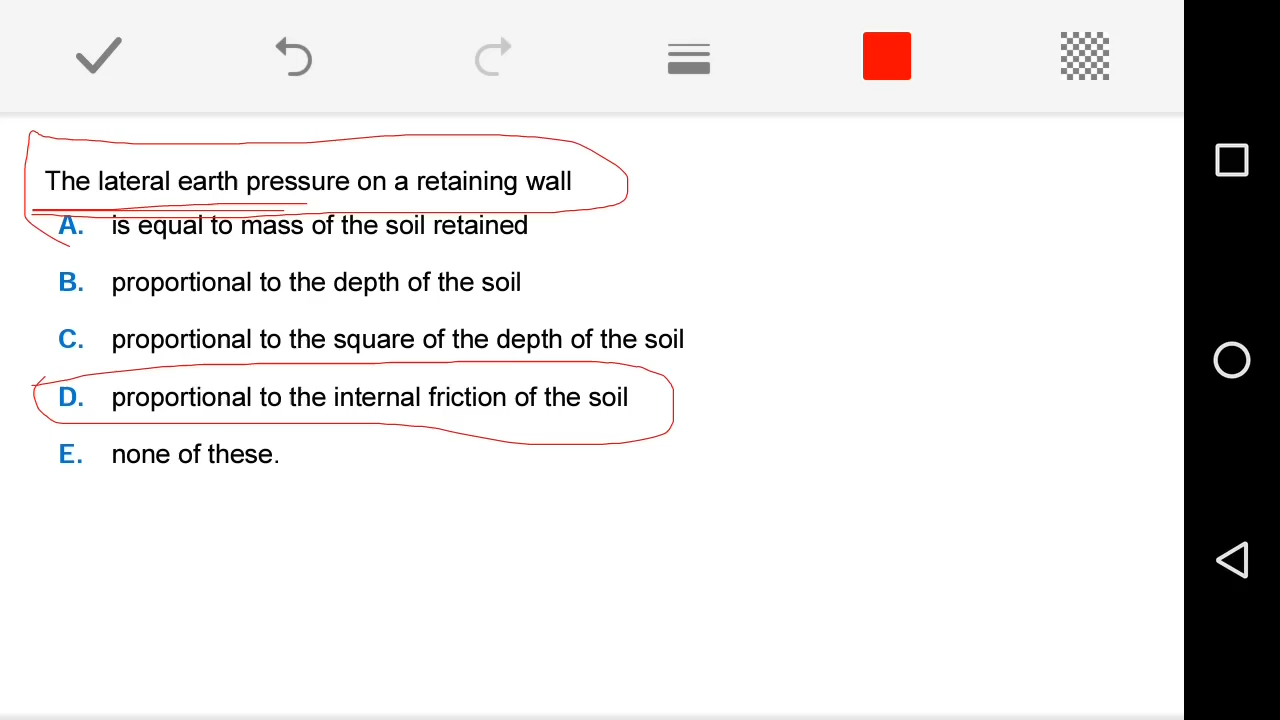 The lateral earth pressure on a retaining wall
A. is equal to mass of the soil retained
B. proportional to the depth of the soil
C. proportional to the square of the depth of the soil
D. proportional to the internal friction of the soil
E. none of these.